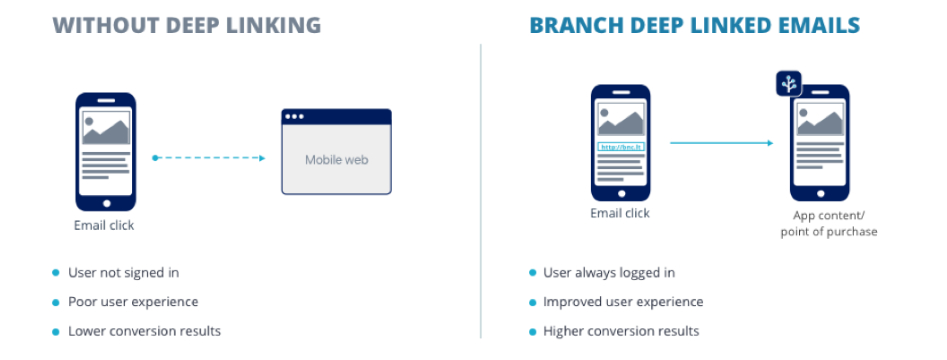 WITHOUT DEEP LINKING
Mobile web
Email click
User not signed in
Poor user experience
Lower conversion results
BRANCH DEEP LINKED EMAILS
http://bnc.lt
Email click
App content/
point of purchase
User always logged in
Improved user experience
Higher conversion results